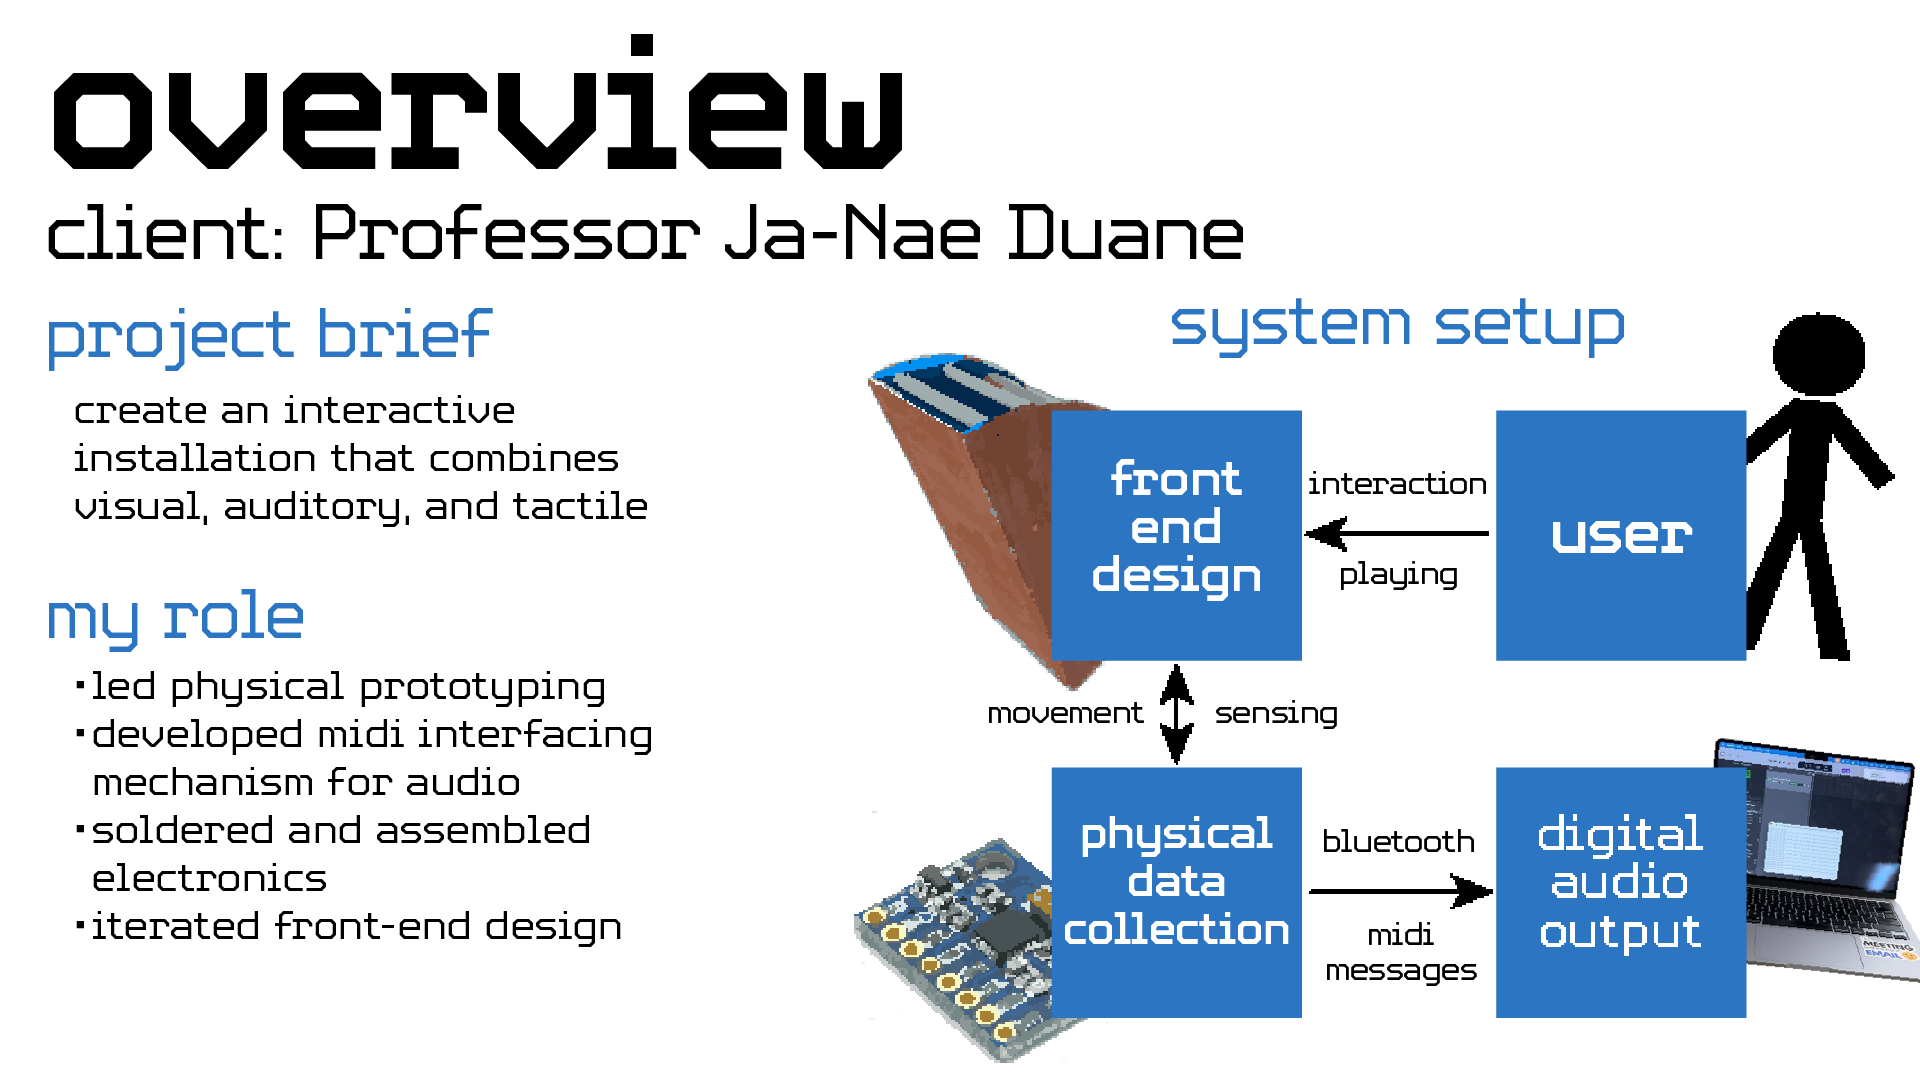 overview
client: Professor Ja-Nae Duane
project brief
create an interactive
installation that combines
visual, auditory, and tactile
my role
▪led physical prototyping
▪developed midi interfacing
mechanism for audio
▪soldered and assembled
electronics
▪iterated front-end design
system setup
front
end
design
interaction
playing
user
movement
sensing
physical
data
collection
bluetooth
midi
messages
digital
audio
output
MEETING
EMAIL